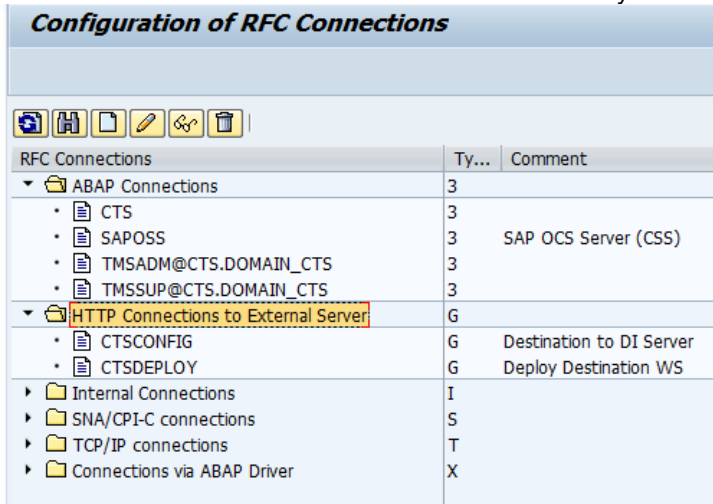 Configuration of RFC Connections
RFC Connections Ty... Comment
ABAP Connections 3
CTS 3
SAPOSS 3 SAP OCS Server (CSS)
TMSADM@CTS.DOMAIN_CTS 3
TMSSUP@CTS.DOMAIN_CTS 3
HTTP Connections to External Server G
CTSCONFIG G Destination to DI Server
CTSDEPLOY G Deploy Destination WS
Internal Connections I
SNA/CPI-C connections S
TCP/IP connections T
Connections via ABAP Driver X